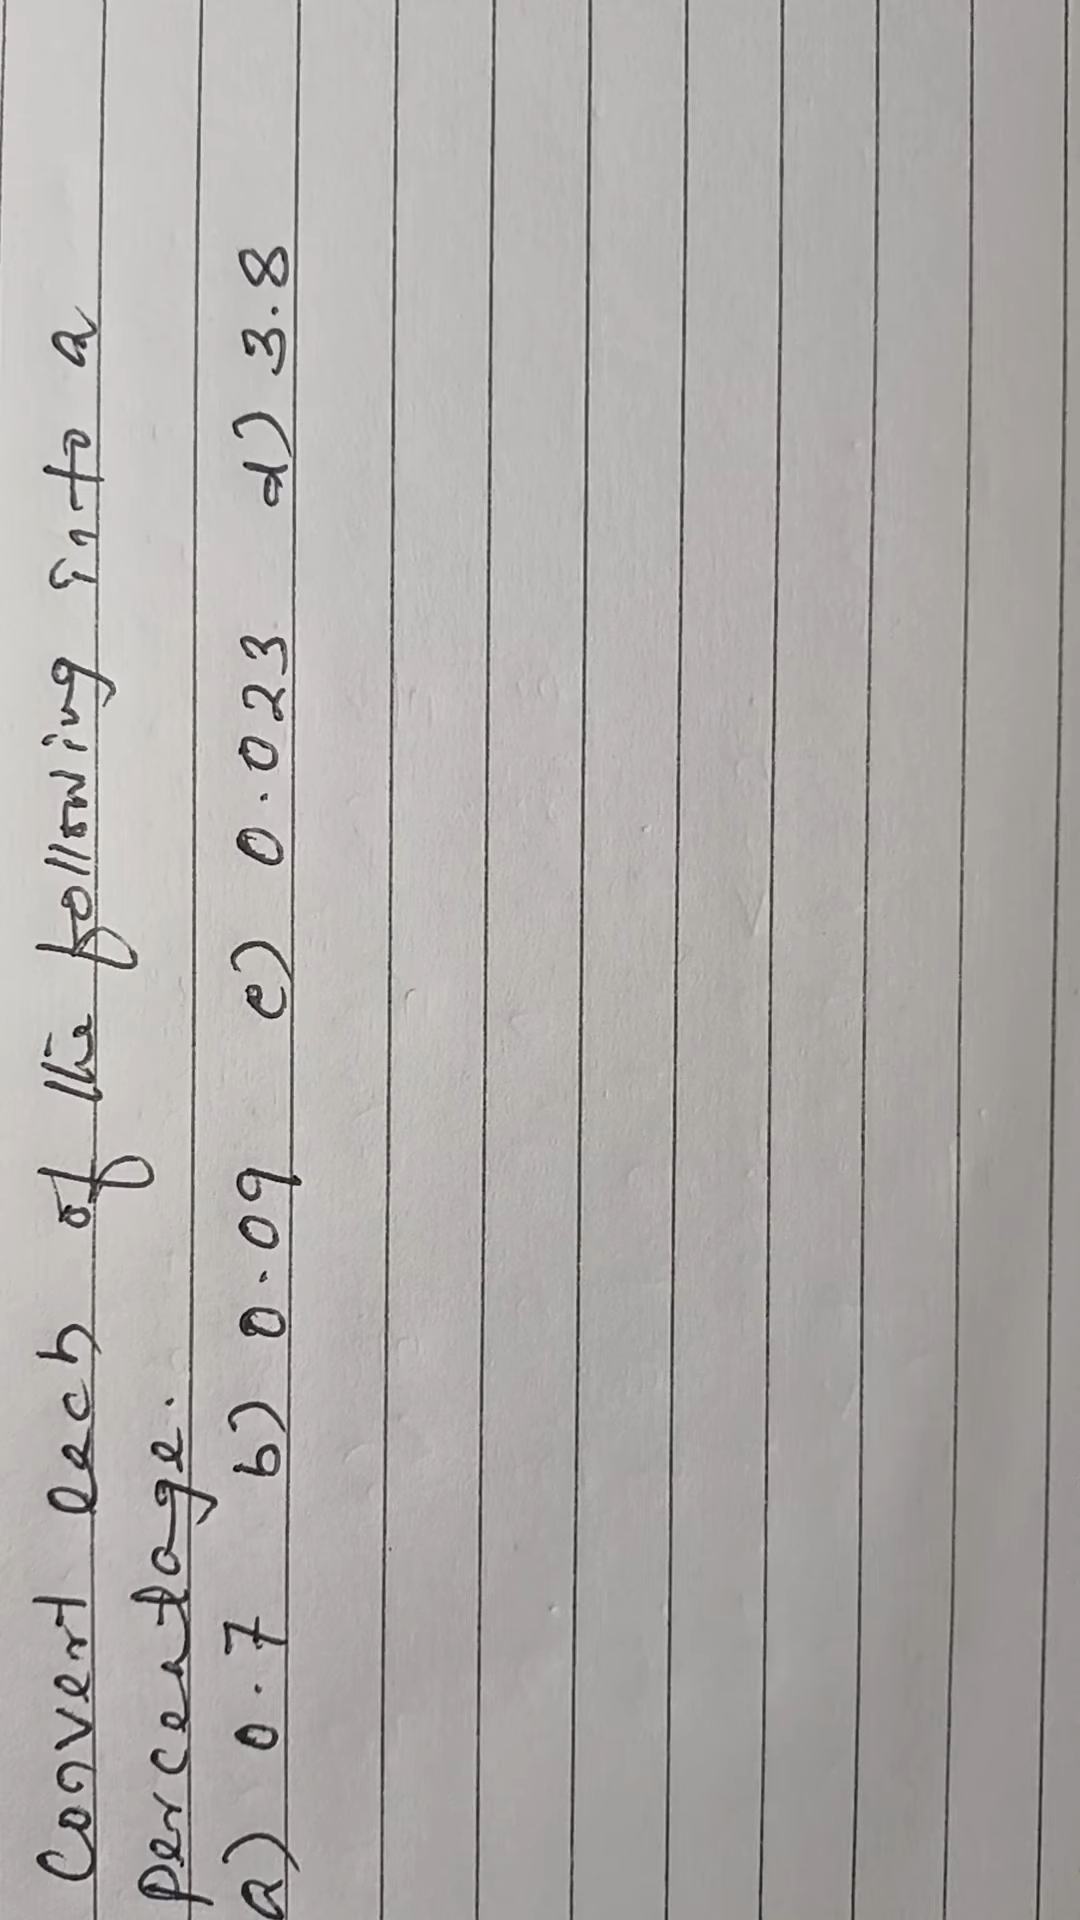 Convert each of the following into a
percentage.
a) 0.7 b) 0.09 c) 0.023 d) 3.8